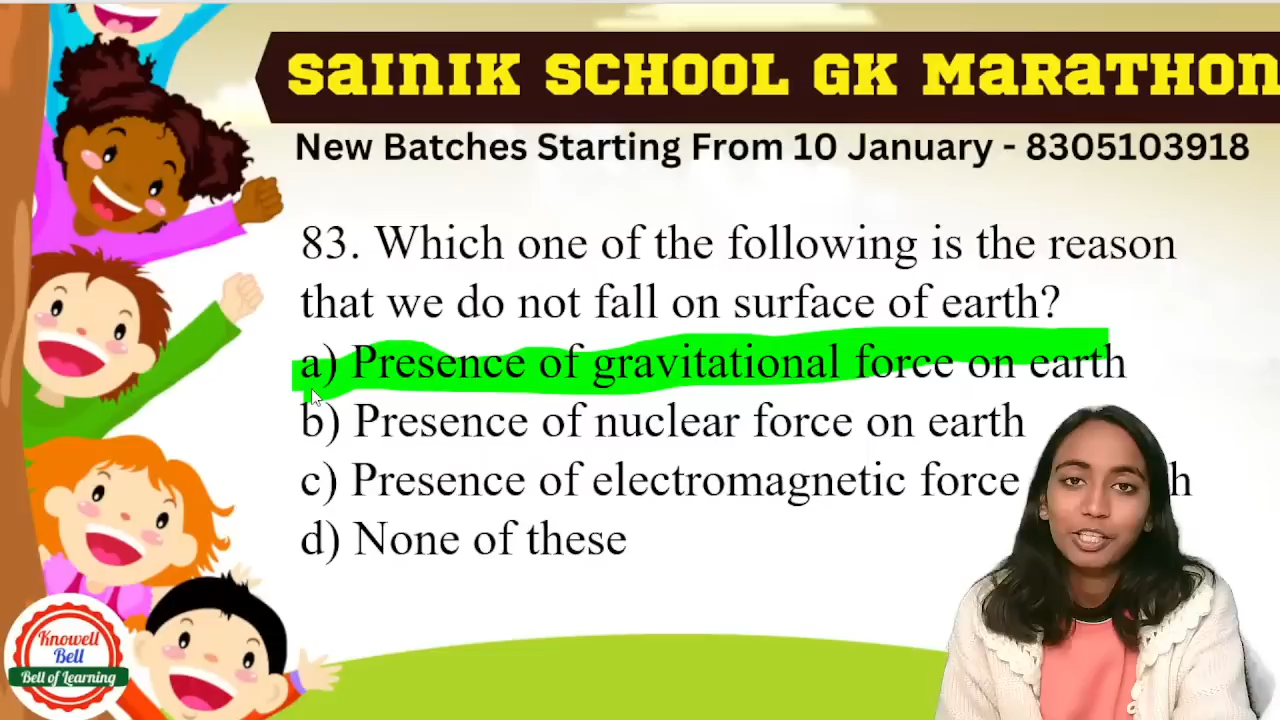 SAINIK SCHOOL GK MARATHON
New Batches Starting From 10 January - 8305103918
83. Which one of the following is the reason
that we do not fall on surface of earth?
a) Presence of gravitational force on earth
b) Presence of nuclear force on earth
c) Presence of electromagnetic force h
d) None of these
Knowell
Bell
Bell of Learning